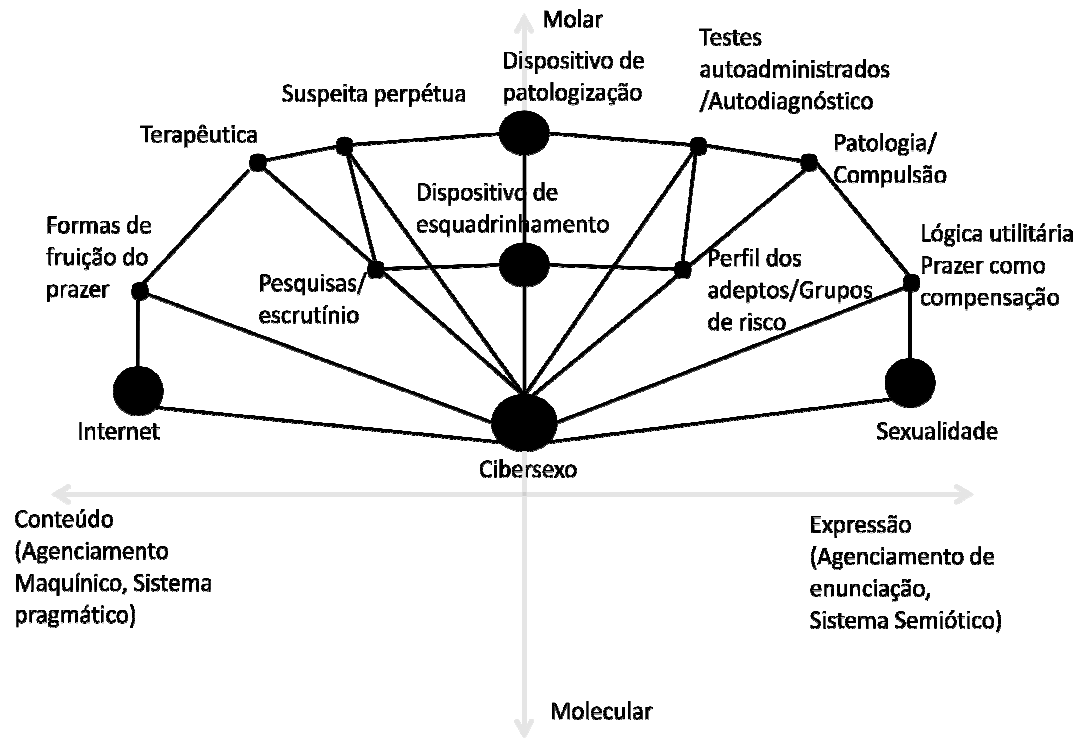 Molar
Dispositivo de
patologização
Testes
autoadministrados
/Autodiagnóstico
Suspeita perpétua
Terapêutica
Patologia/
Compulsão
Dispositivo de
esquadrinhamento
Formas de
fruição do
prazer
Pesquisas/
escrutínio
Perfil dos
adeptos/Grupos
de risco
Lógica utilitária
Prazer como
compensação
Internet
Sexualidade
Cibersexo
Conteúdo
(Agenciamento
Maquínico, Sistema
pragmático)
Expressão
(Agenciamento de
enunciação,
Sistema Semiótico)
Molecular